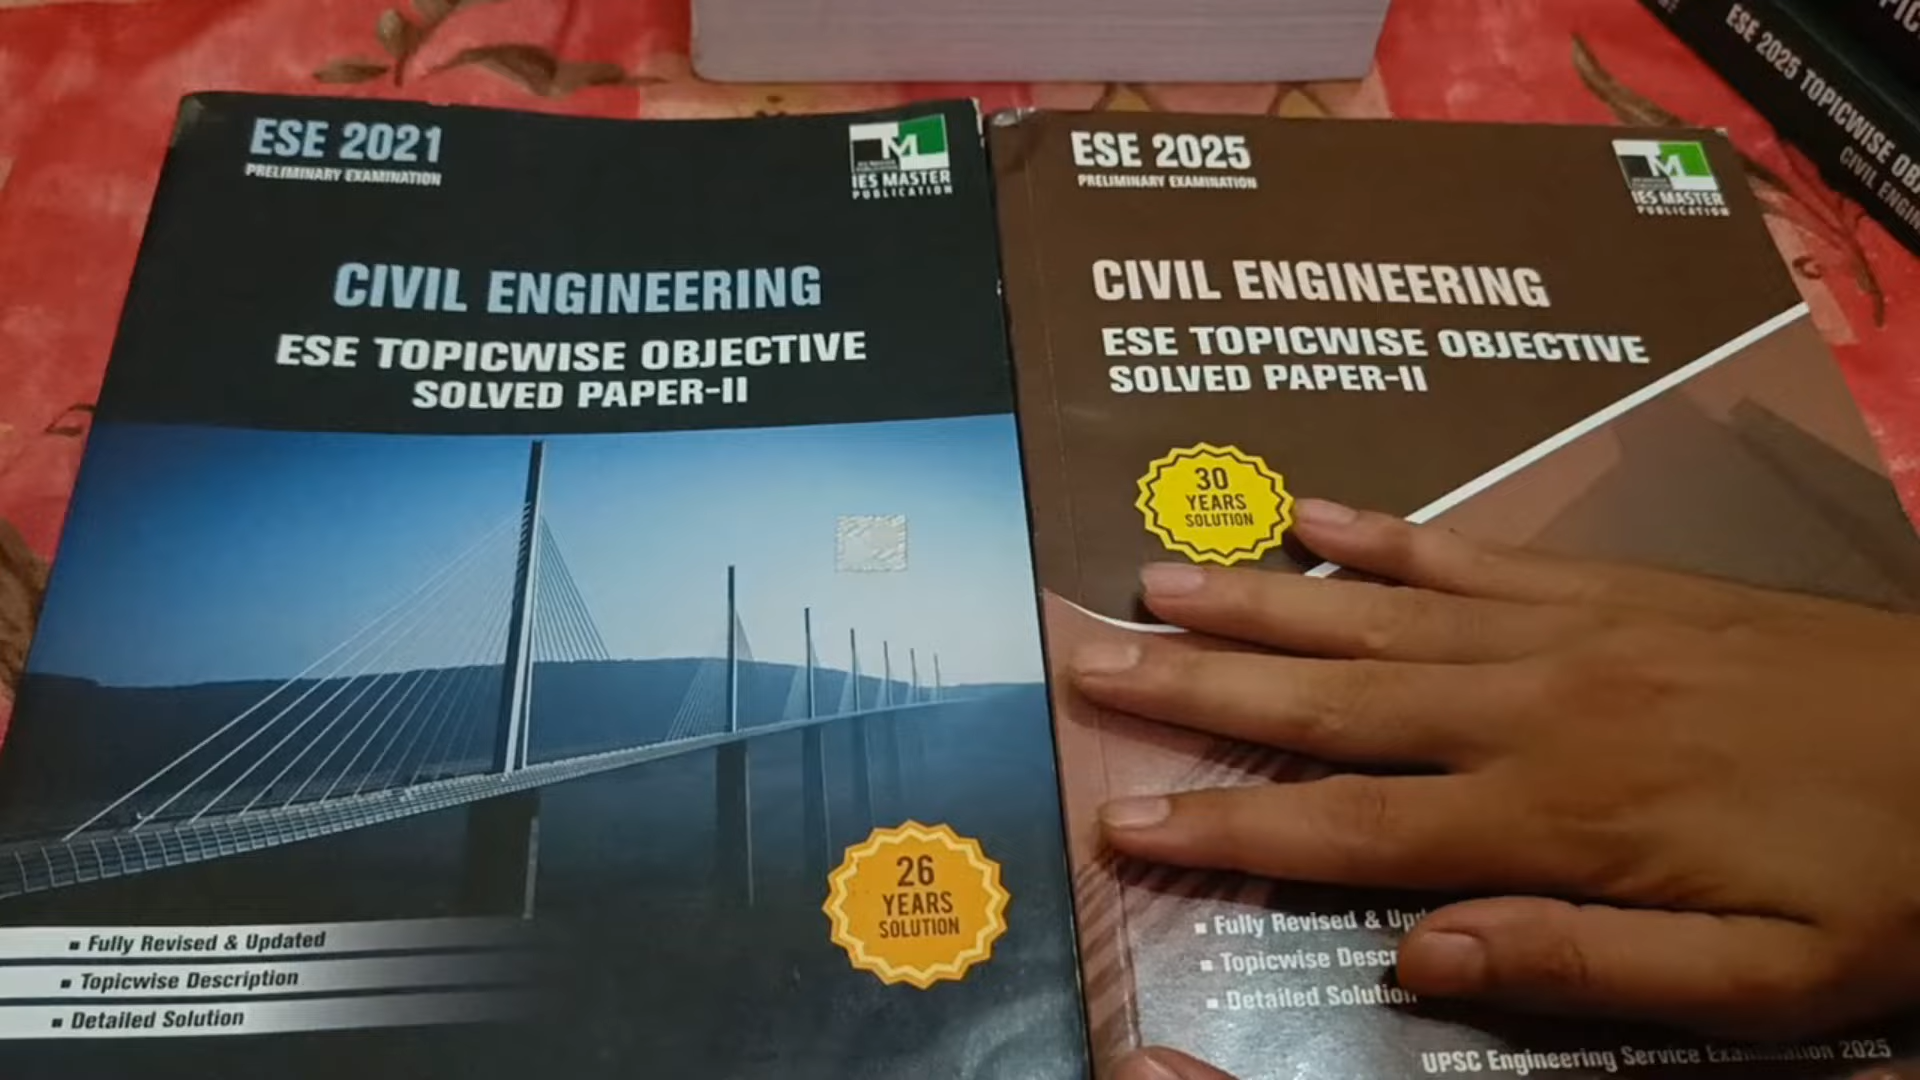 ESE 2021
PRELIMINARY EXAMINATION
IES MASTER
PUBLICATION
CIVIL ENGINEERING
ESE TOPICWISE OBJECTIVE
SOLVED PAPER-II
26
YEARS
SOLUTION
▪ Fully Revised & Updated
▪ Topicwise Description
▪ Detailed Solution
ESE 2025
PRELIMINARY EXAMINATION
IES MASTER
PUBLICATION
CIVIL ENGINEERING
ESE TOPICWISE OBJECTIVE
SOLVED PAPER-II
30
YEARS
SOLUTION
▪ Fully Revised &
▪ Topicwise
▪ Detailed Solution
UPSC Engineering Service Examination 2025
ESE 2025 TOPICWISE
CIVIL